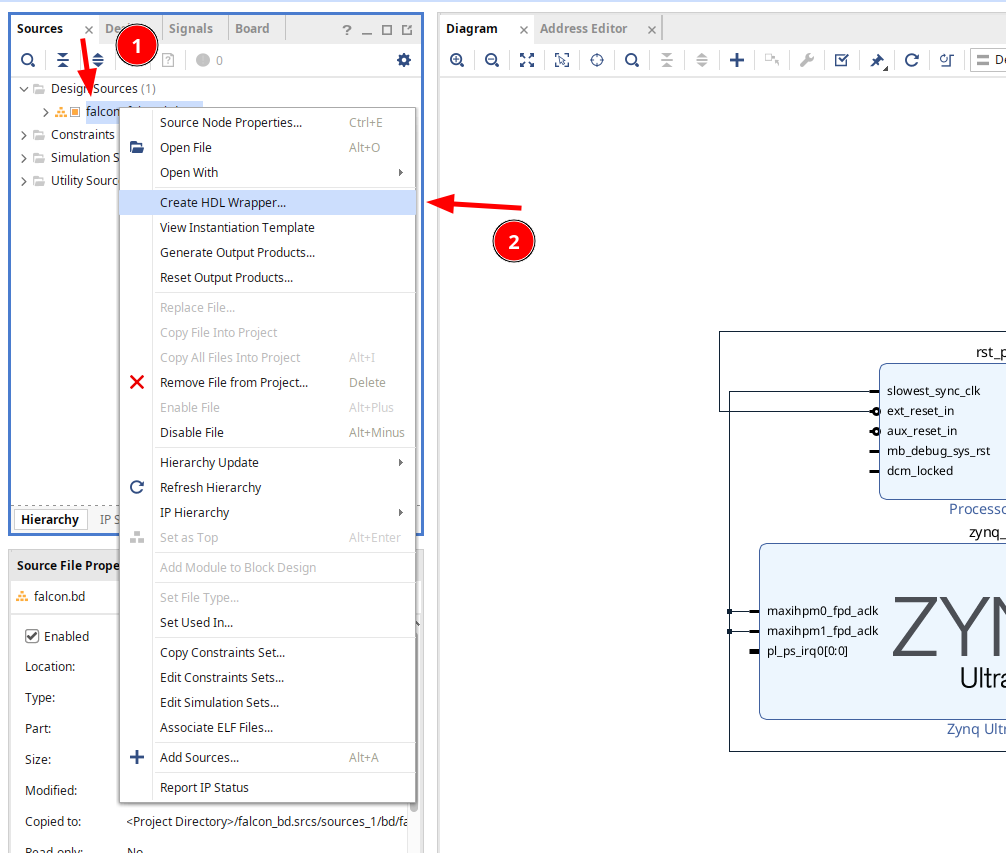 Sources
Signals
Board
1
0
Design Sources (1)
falcon
Constraints
Simulation S
Utility Sourc
Source Node Properties... Ctrl+E
Open File Alt+O
Open With
Create HDL Wrapper...
View Instantiation Template
Generate Output Products...
Reset Output Products...
Replace File...
Copy File Into Project
Copy All Files Into Project Alt+I
Remove File from Project... Delete
Enable File Alt+Plus
Disable File Alt+Minus
Hierarchy Update
Refresh Hierarchy
IP Hierarchy
Set as Top Alt+Enter
Add Module to Block Design
Set File Type...
Set Used In...
Copy Constraints Set...
Edit Constraints Sets...
Edit Simulation Sets...
Associate ELF Files...
Add Sources... Alt+A
Report IP Status
2
Hierarchy IP S
Source File Prope
falcon.bd
Enabled
Location:
Type:
Part:
Size:
Modified:
Copied to: <Project Directory>/falcon_bd.srcs/sources_1/bd/fa
Read-only: No
Diagram
Address Editor
De
rst_p
slowest_sync_clk
ext_reset_in
aux_reset_in
mb_debug_sys_rst
dcm_locked
Processo
zynq_
maxihpm0_fpd_aclk
maxihpm1_fpd_aclk
pl_ps_irq0[0:0]
ZYN
Ultra
Zynq Ultr